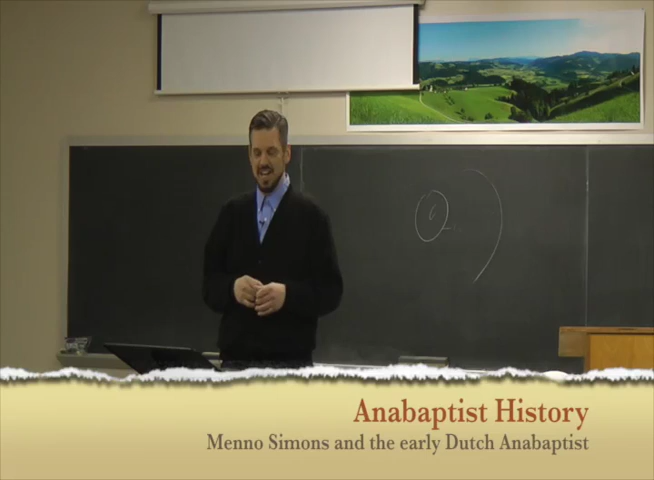 Anabaptist History
Menno Simons and the early Dutch Anabaptist